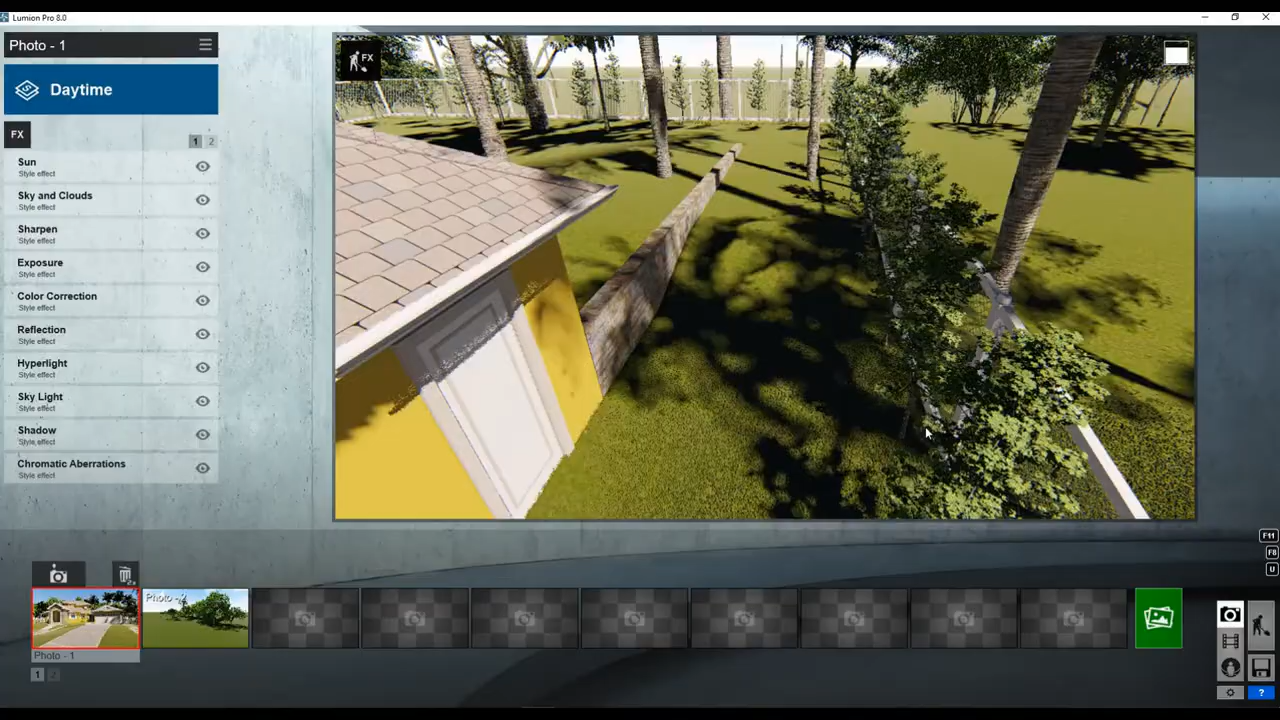 Lumion Pro 8.0
Photo - 1
Daytime
FX
1 2
Sun
Style effect
Sky and Clouds
Style effect
Sharpen
Style effect
Exposure
Style effect
Color Correction
Style effect
Reflection
Style effect
Hyperlight
Style effect
Sky Light
Style effect
Shadow
Style effect
Chromatic Aberrations
Style effect
FX
F11
F8
U
Photo - 2
Photo - 1
1 2
?